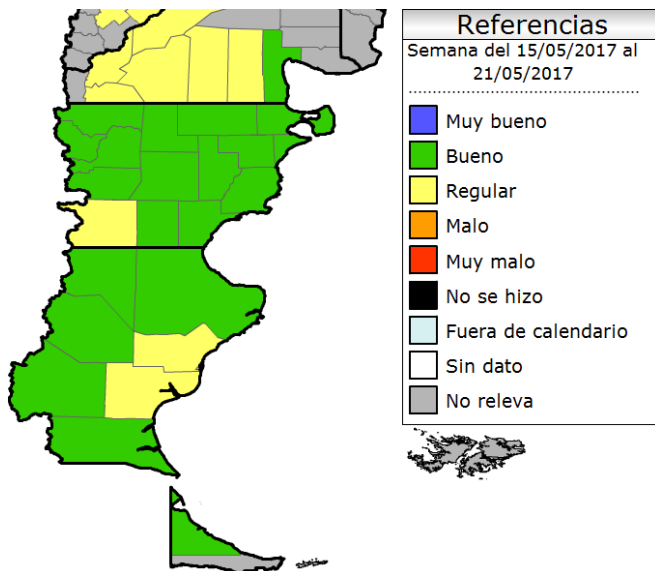 Referencias
Semana del 15/05/2017 al
21/05/2017
Muy bueno
Bueno
Regular
Malo
Muy malo
No se hizo
Fuera de calendario
Sin dato
No releva